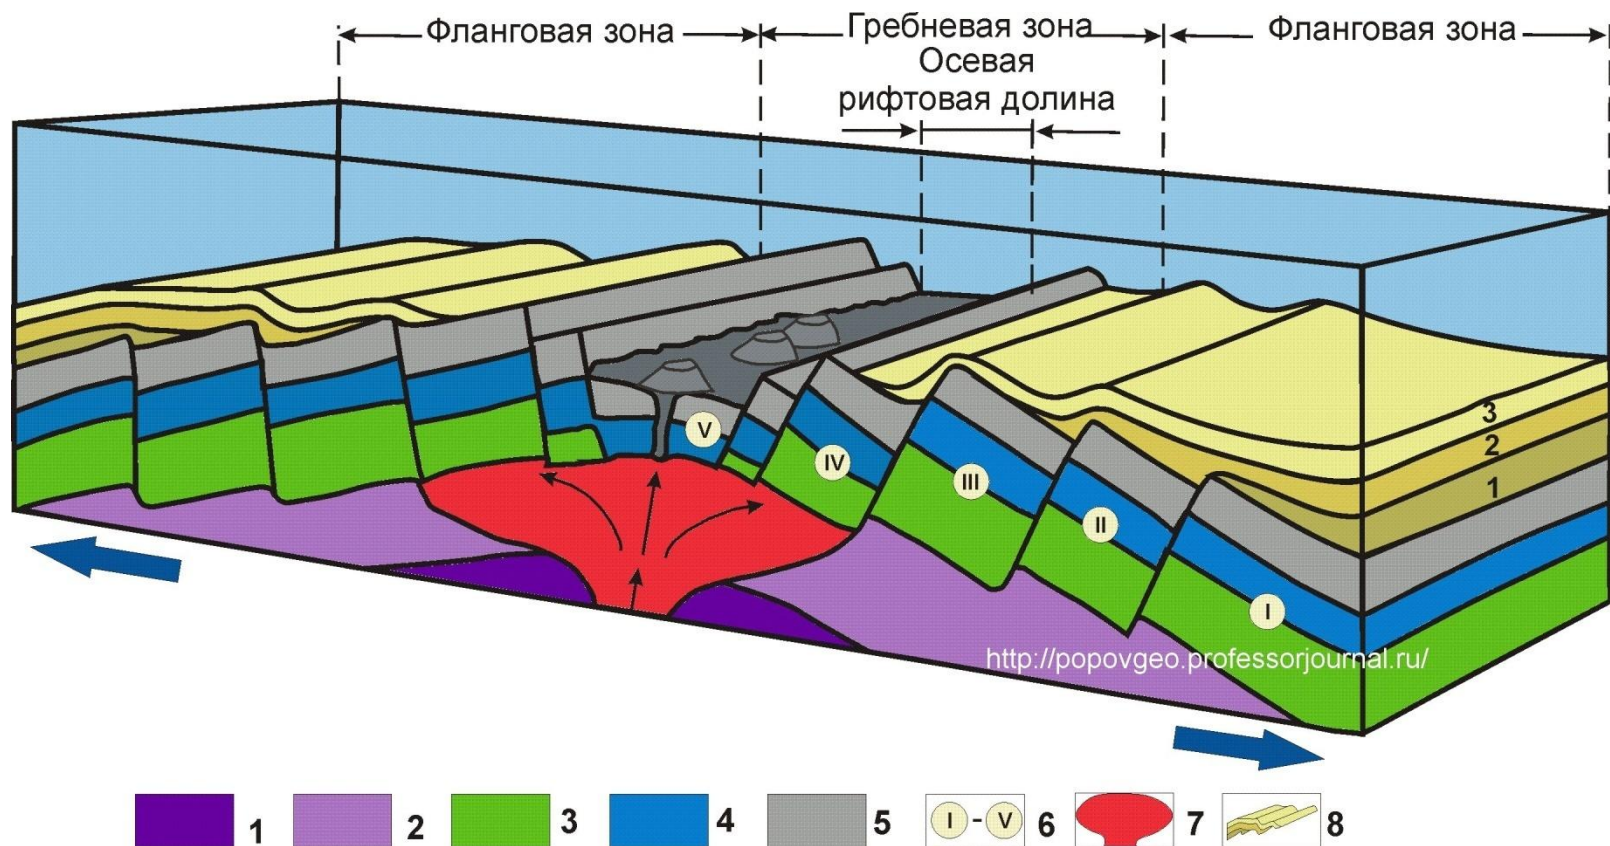 Фланговая зона
Гребневая зона
Фланговая зона
Осевая
рифтовая долина
3
2
1
V
IV
III
II
I
http://popovgeo.professorjournal.ru/
1 2 3 4 5 I - V 6 7 8